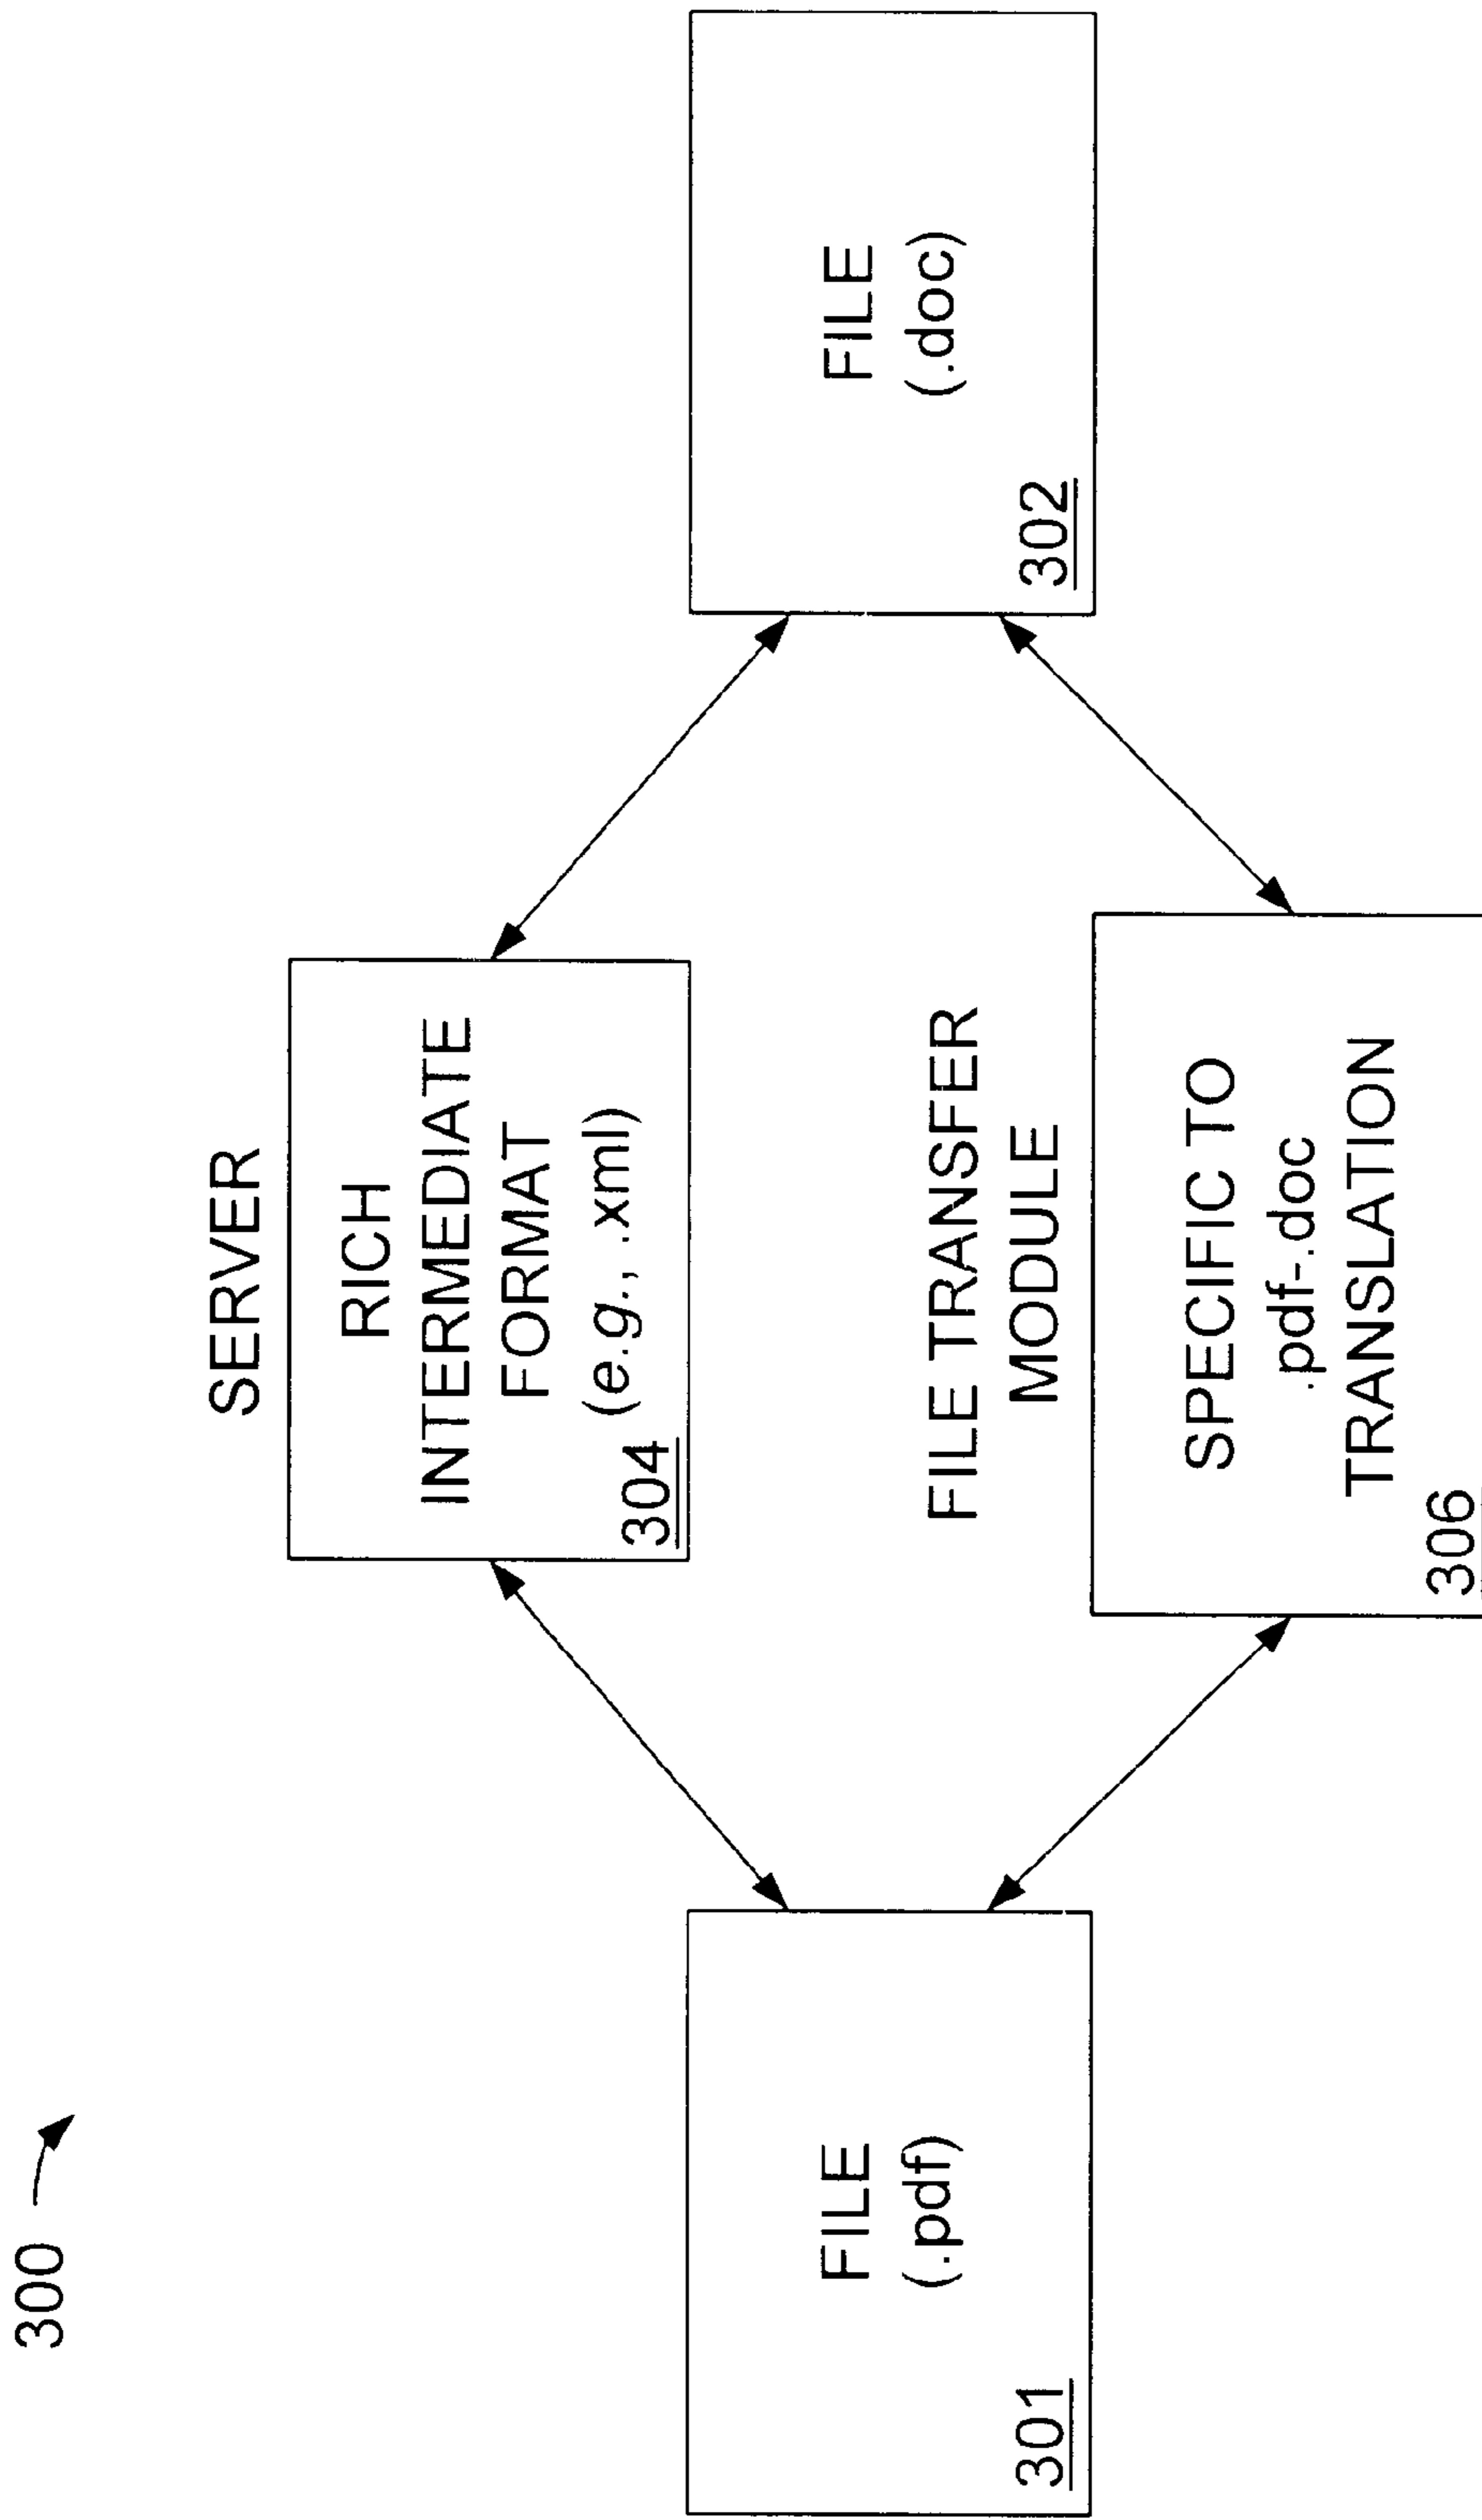 300
SERVER
RICH
INTERMEDIATE
FORMAT
(e.g., .xml)
304
FILE
(.pdf)
301
FILE
(.doc)
302
FILE TRANSFER
MODULE
SPECIFIC TO
.pdf-.doc
TRANSLATION
306